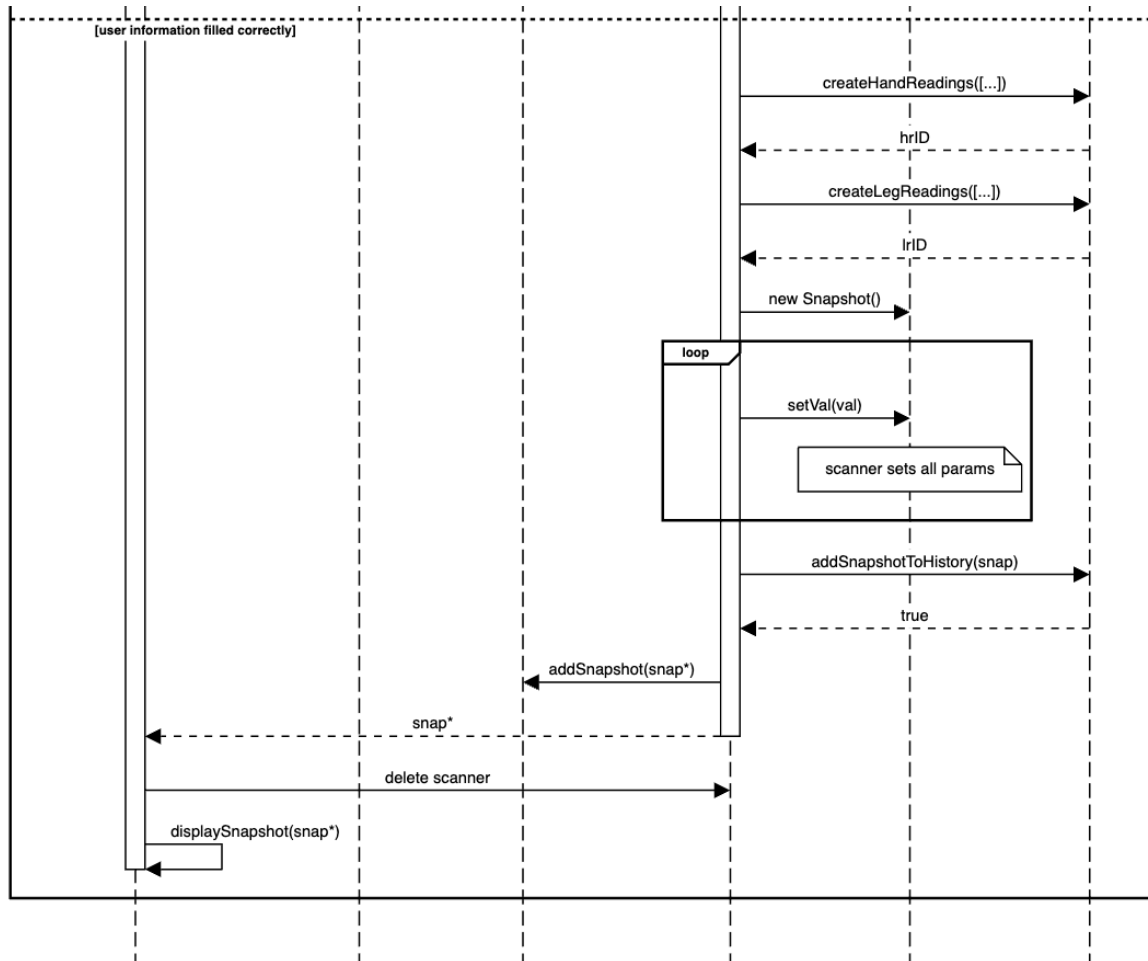 [user information filled correctly]
createHandReadings([...])
hrID
createLegReadings([...])
lrID
new Snapshot()
loop
setVal(val)
scanner sets all params
addSnapshotToHistory(snap)
true
addSnapshot(snap*)
snap*
delete scanner
displaySnapshot(snap*)